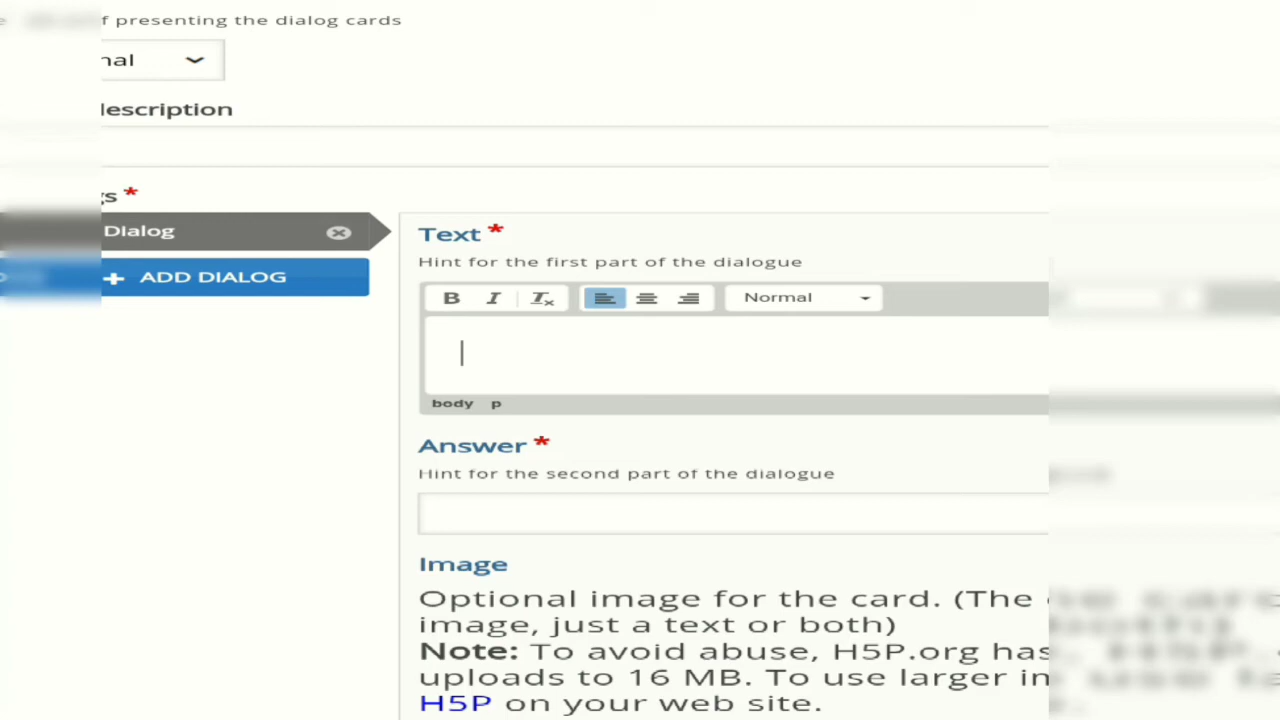 f presenting the dialog cards
nal
description
gs *
Dialog
+ ADD DIALOG
Text *
Hint for the first part of the dialogue
B I Tx Normal
body p
Answer *
Hint for the second part of the dialogue
Image
Optional image for the card. (The
image, just a text or both)
Note: To avoid abuse, H5P.org has
uploads to 16 MB. To use larger
H5P on your web site.